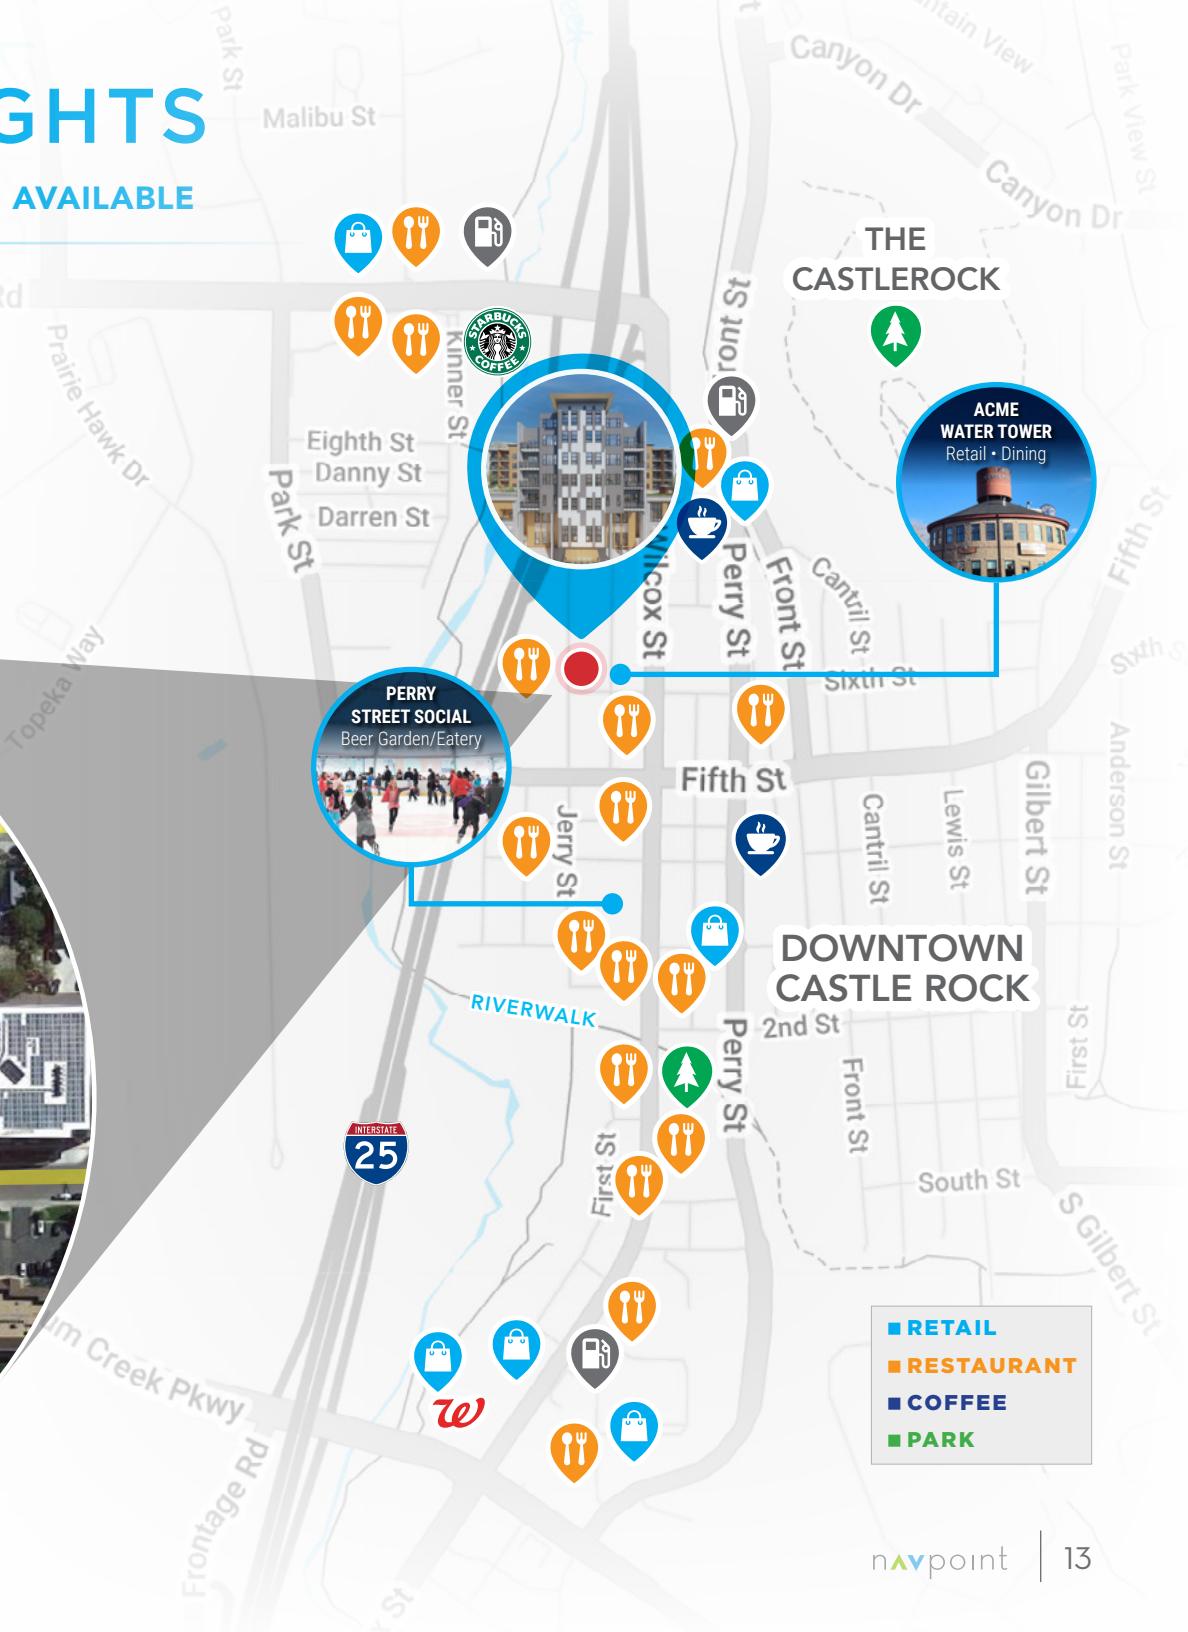 GHTS
AVAILABLE
Park St
Malibu St
Canyon Dr
Mountain View
Park View St
Canyon Dr
THE
CASTLEROCK
Rd
Prairie Hawk Dr
Kinner St
STARBUCKS
COFFEE
ront St
Eighth St
Danny St
Darren St
Park St
ACME
WATER TOWER
Retail • Dining
Fifth St
Wilcox St
Perry St
Front St
Cantril St
Sixth St
Sixth S
Topeka Way
PERRY
STREET SOCIAL
Beer Garden/Eatery
Fifth St
Jerry St
Cantril St
Lewis St
Gilbert St
Anderson St
DOWNTOWN
CASTLE ROCK
RIVERWALK
2nd St
Perry St
Front St
First St
INTERSTATE
25
First St
South St
S Gilbert St
um Creek Pkwy
W
Frontage Rd
x St
RETAIL
RESTAURANT
COFFEE
PARK
navpoint
13